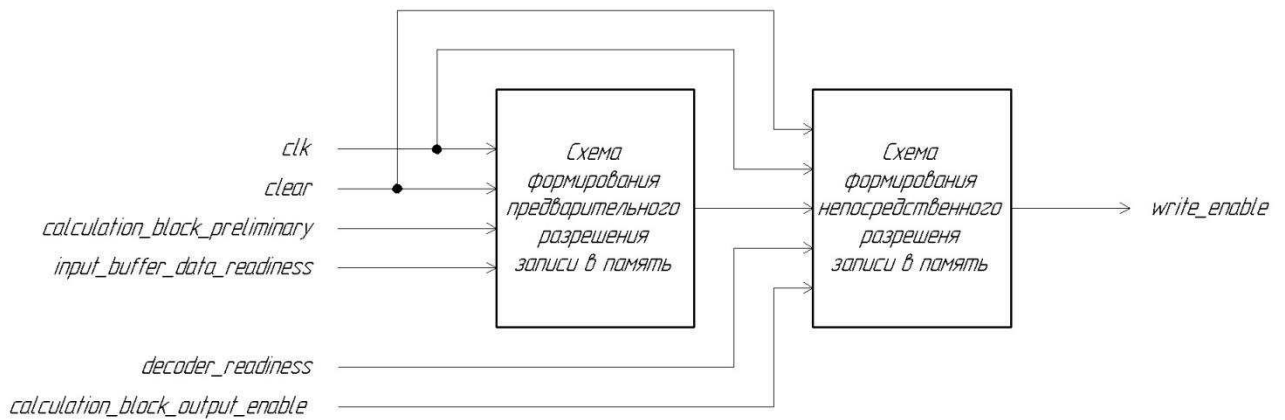 clk
clear
calculation_block_preliminary
input_buffer_data_readiness
decoder_readiness
calculation_block_output_enable
Схема
формирования
предварительного
разрешения
записи в память
Схема
формирования
непосредственного
разрешеня
записи в память
write_enable